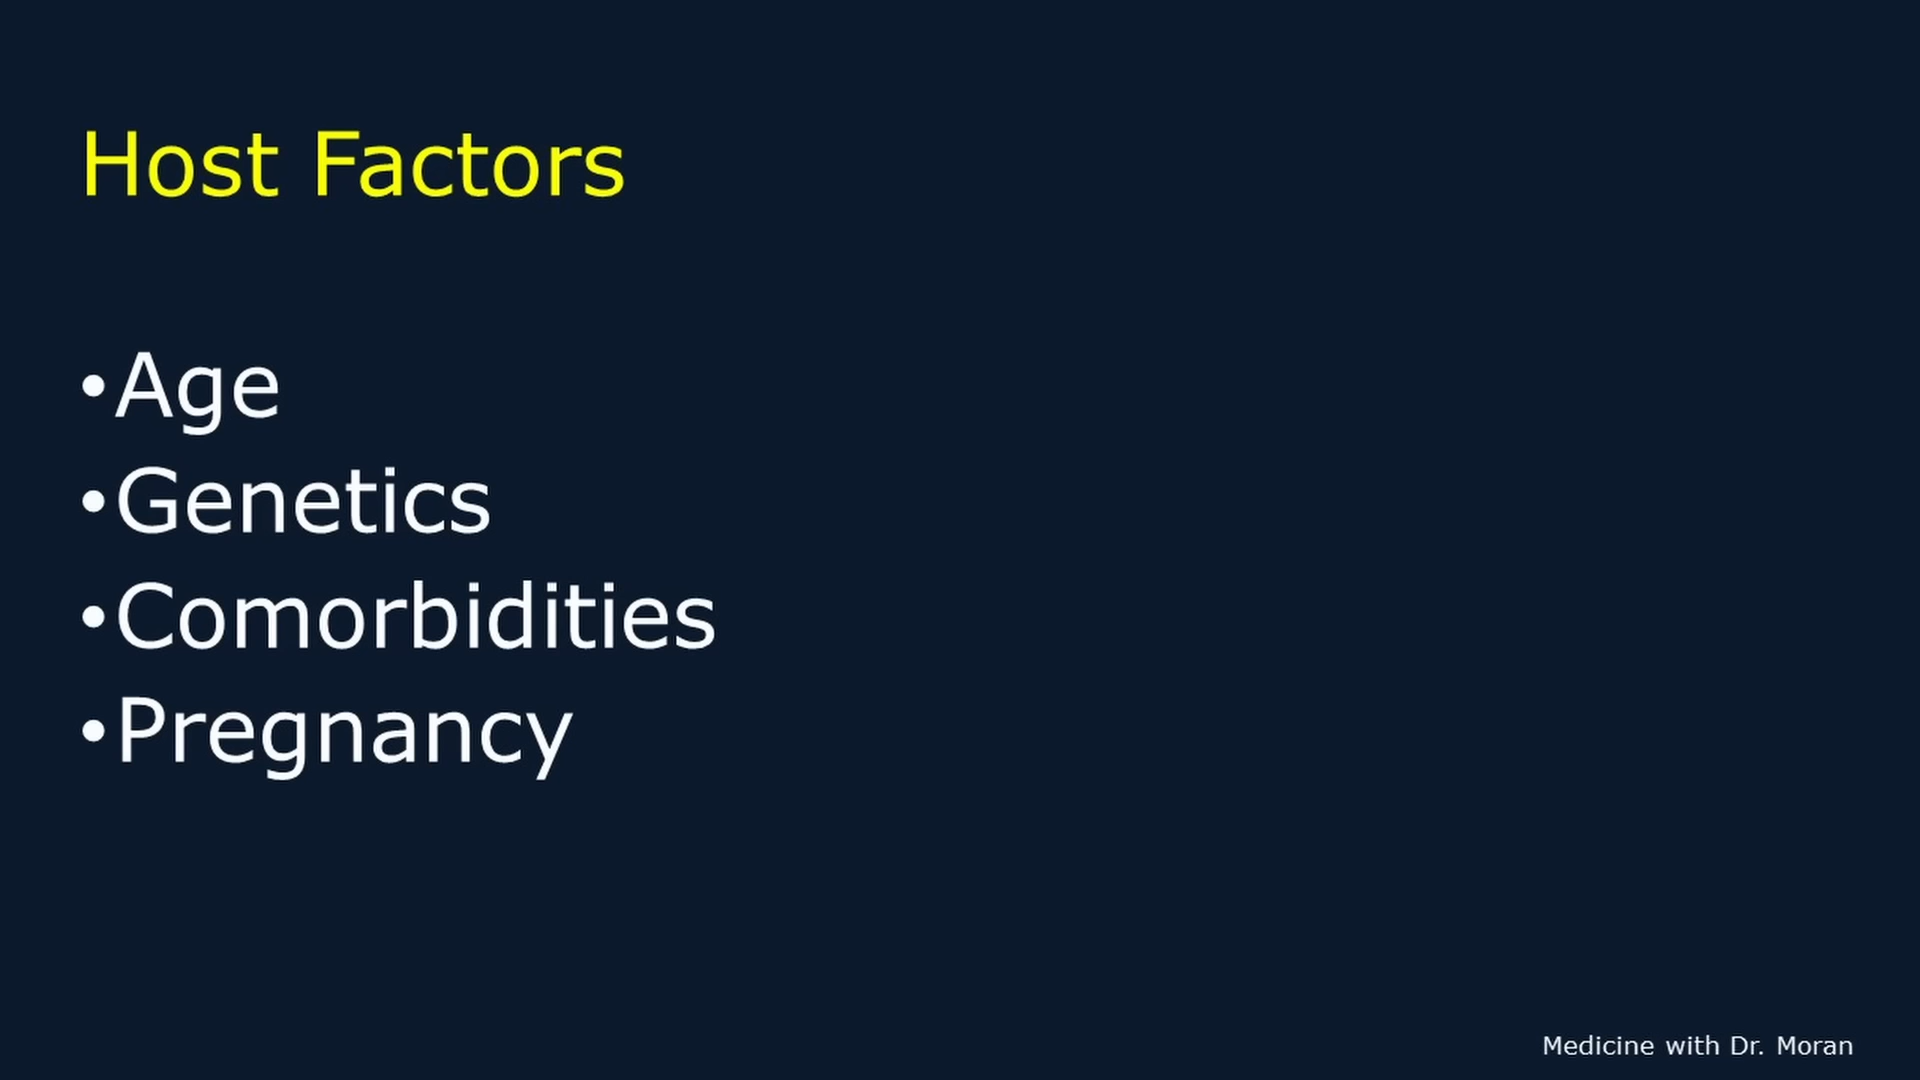 Host Factors
•Age
•Genetics
•Comorbidities
•Pregnancy
Medicine with Dr. Moran